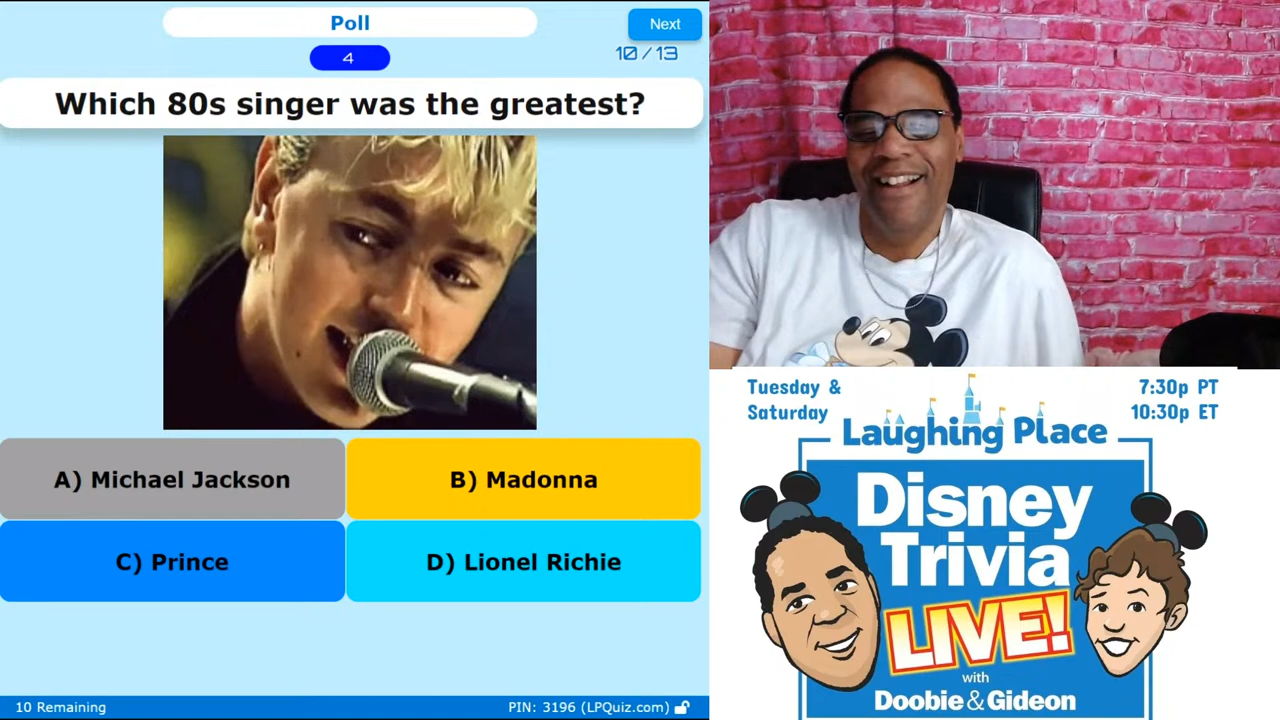 Poll
Next
4
10/13
Which 80s singer was the greatest?
A) Michael Jackson
B) Madonna
C) Prince
D) Lionel Richie
10 Remaining
PIN: 3196 (LPQuiz.com)
Tuesday &
Saturday
7:30p PT
10:30p ET
Laughing Place
Disney
Trivia
LIVE!
with
Doobie & Gideon